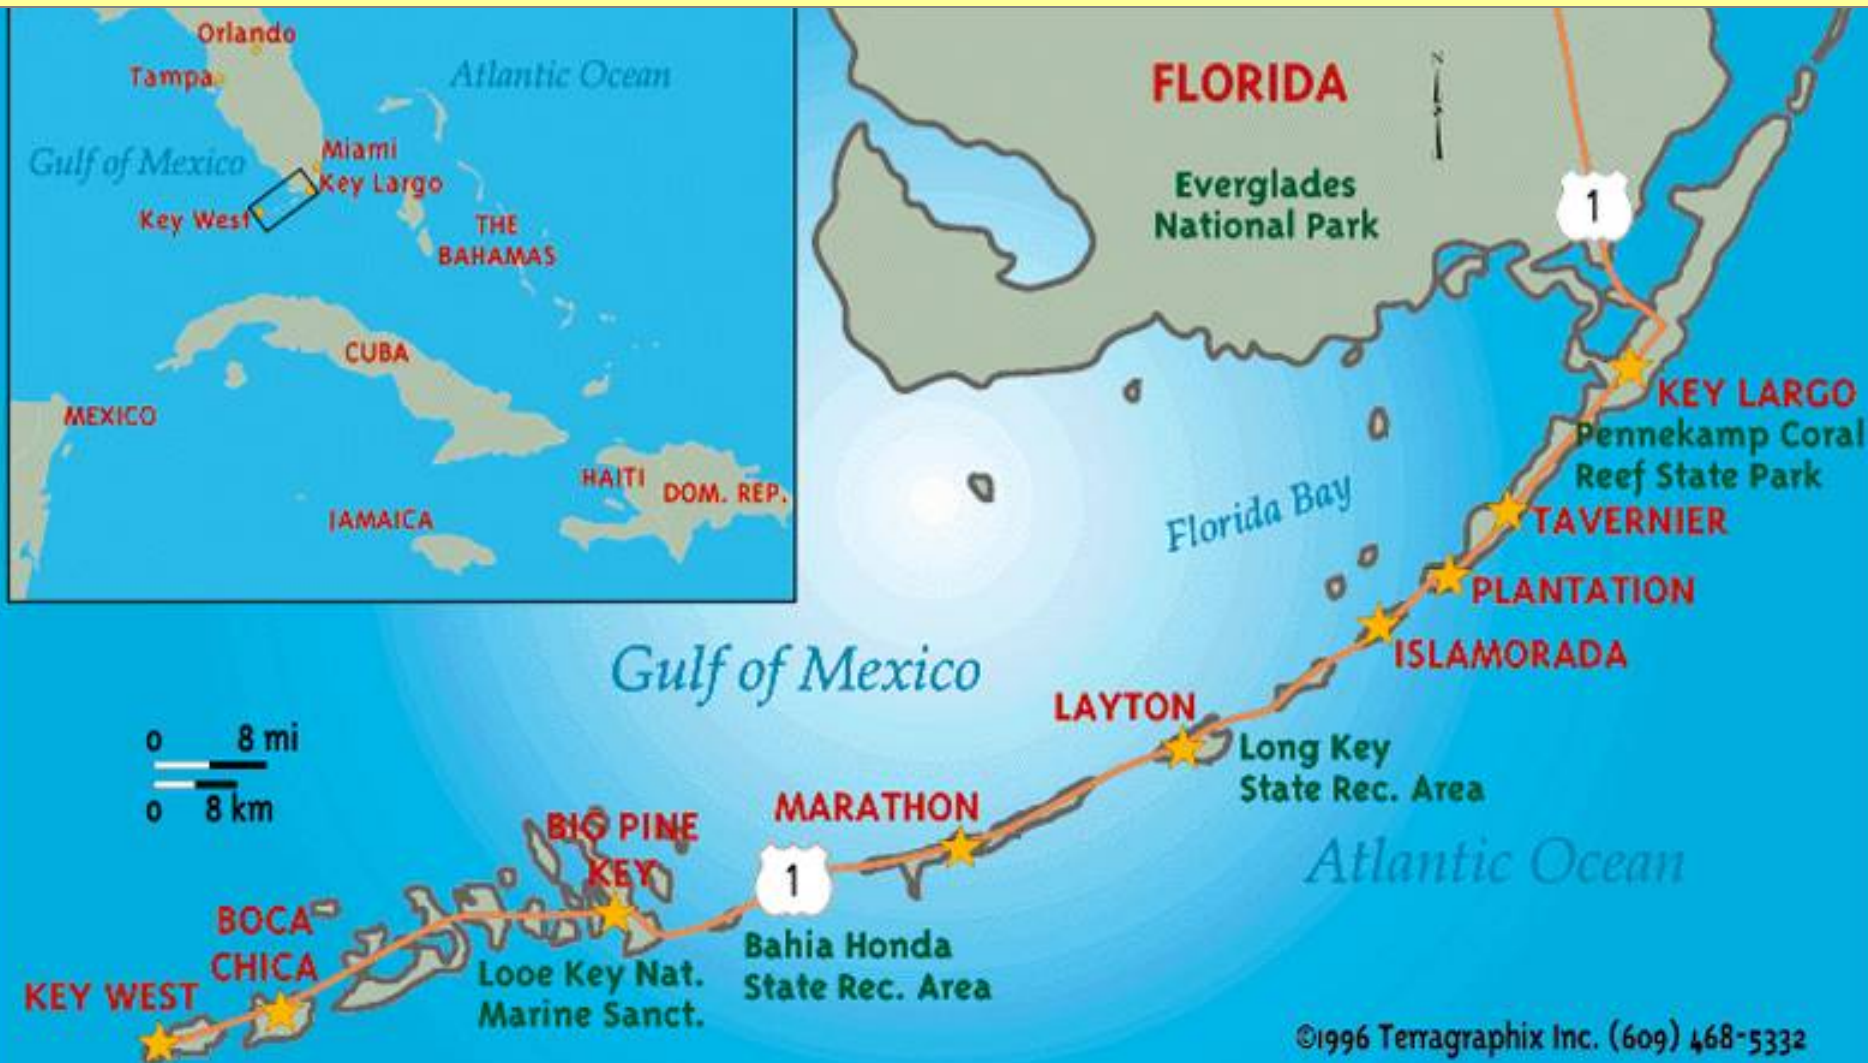 Orlando
Tampa
Atlantic Ocean
Gulf of Mexico
Miami
Key Largo
Key West
THE
BAHAMAS
CUBA
MEXICO
HAITI
DOM. REP.
JAMAICA
FLORIDA
N
S
Everglades
National Park
1
KEY LARGO
Pennekamp Coral
Reef State Park
Florida Bay
TAVERNIER
PLANTATION
ISLAMORADA
Gulf of Mexico
LAYTON
Long Key
State Rec. Area
0 8 mi
0 8 km
MARATHON
BIG PINE
KEY
1
Atlantic Ocean
BOCA
CHICA
Bahia Honda
State Rec. Area
Looe Key Nat.
Marine Sanct.
KEY WEST
©1996 Terragraphix Inc. (609) 468-5332